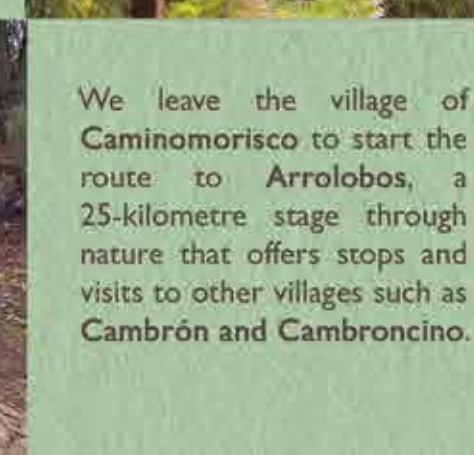 We leave the village of
Caminomorisco to start the
route to Arrolobos, a
25-kilometre stage through
nature that offers stops and
visits to other villages such as
Cambrón and Cambroncino.